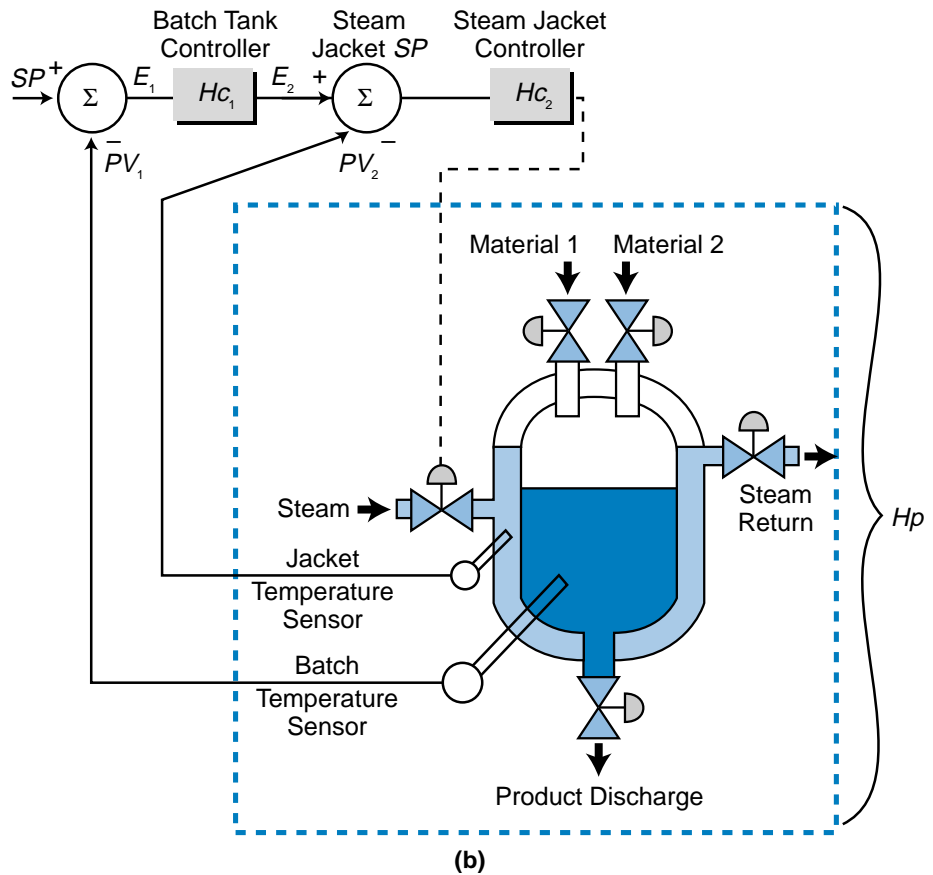 Batch Tank
Controller
Steam
Jacket SP
Steam Jacket
Controller
SP +
Σ
E₁
Hc₁
E₂
+
Σ
Hc₂
−
PV₁
PV₂ −
Material 1
Material 2
Steam
Steam
Return
Hp
Jacket
Temperature
Sensor
Batch
Temperature
Sensor
Product Discharge
(b)